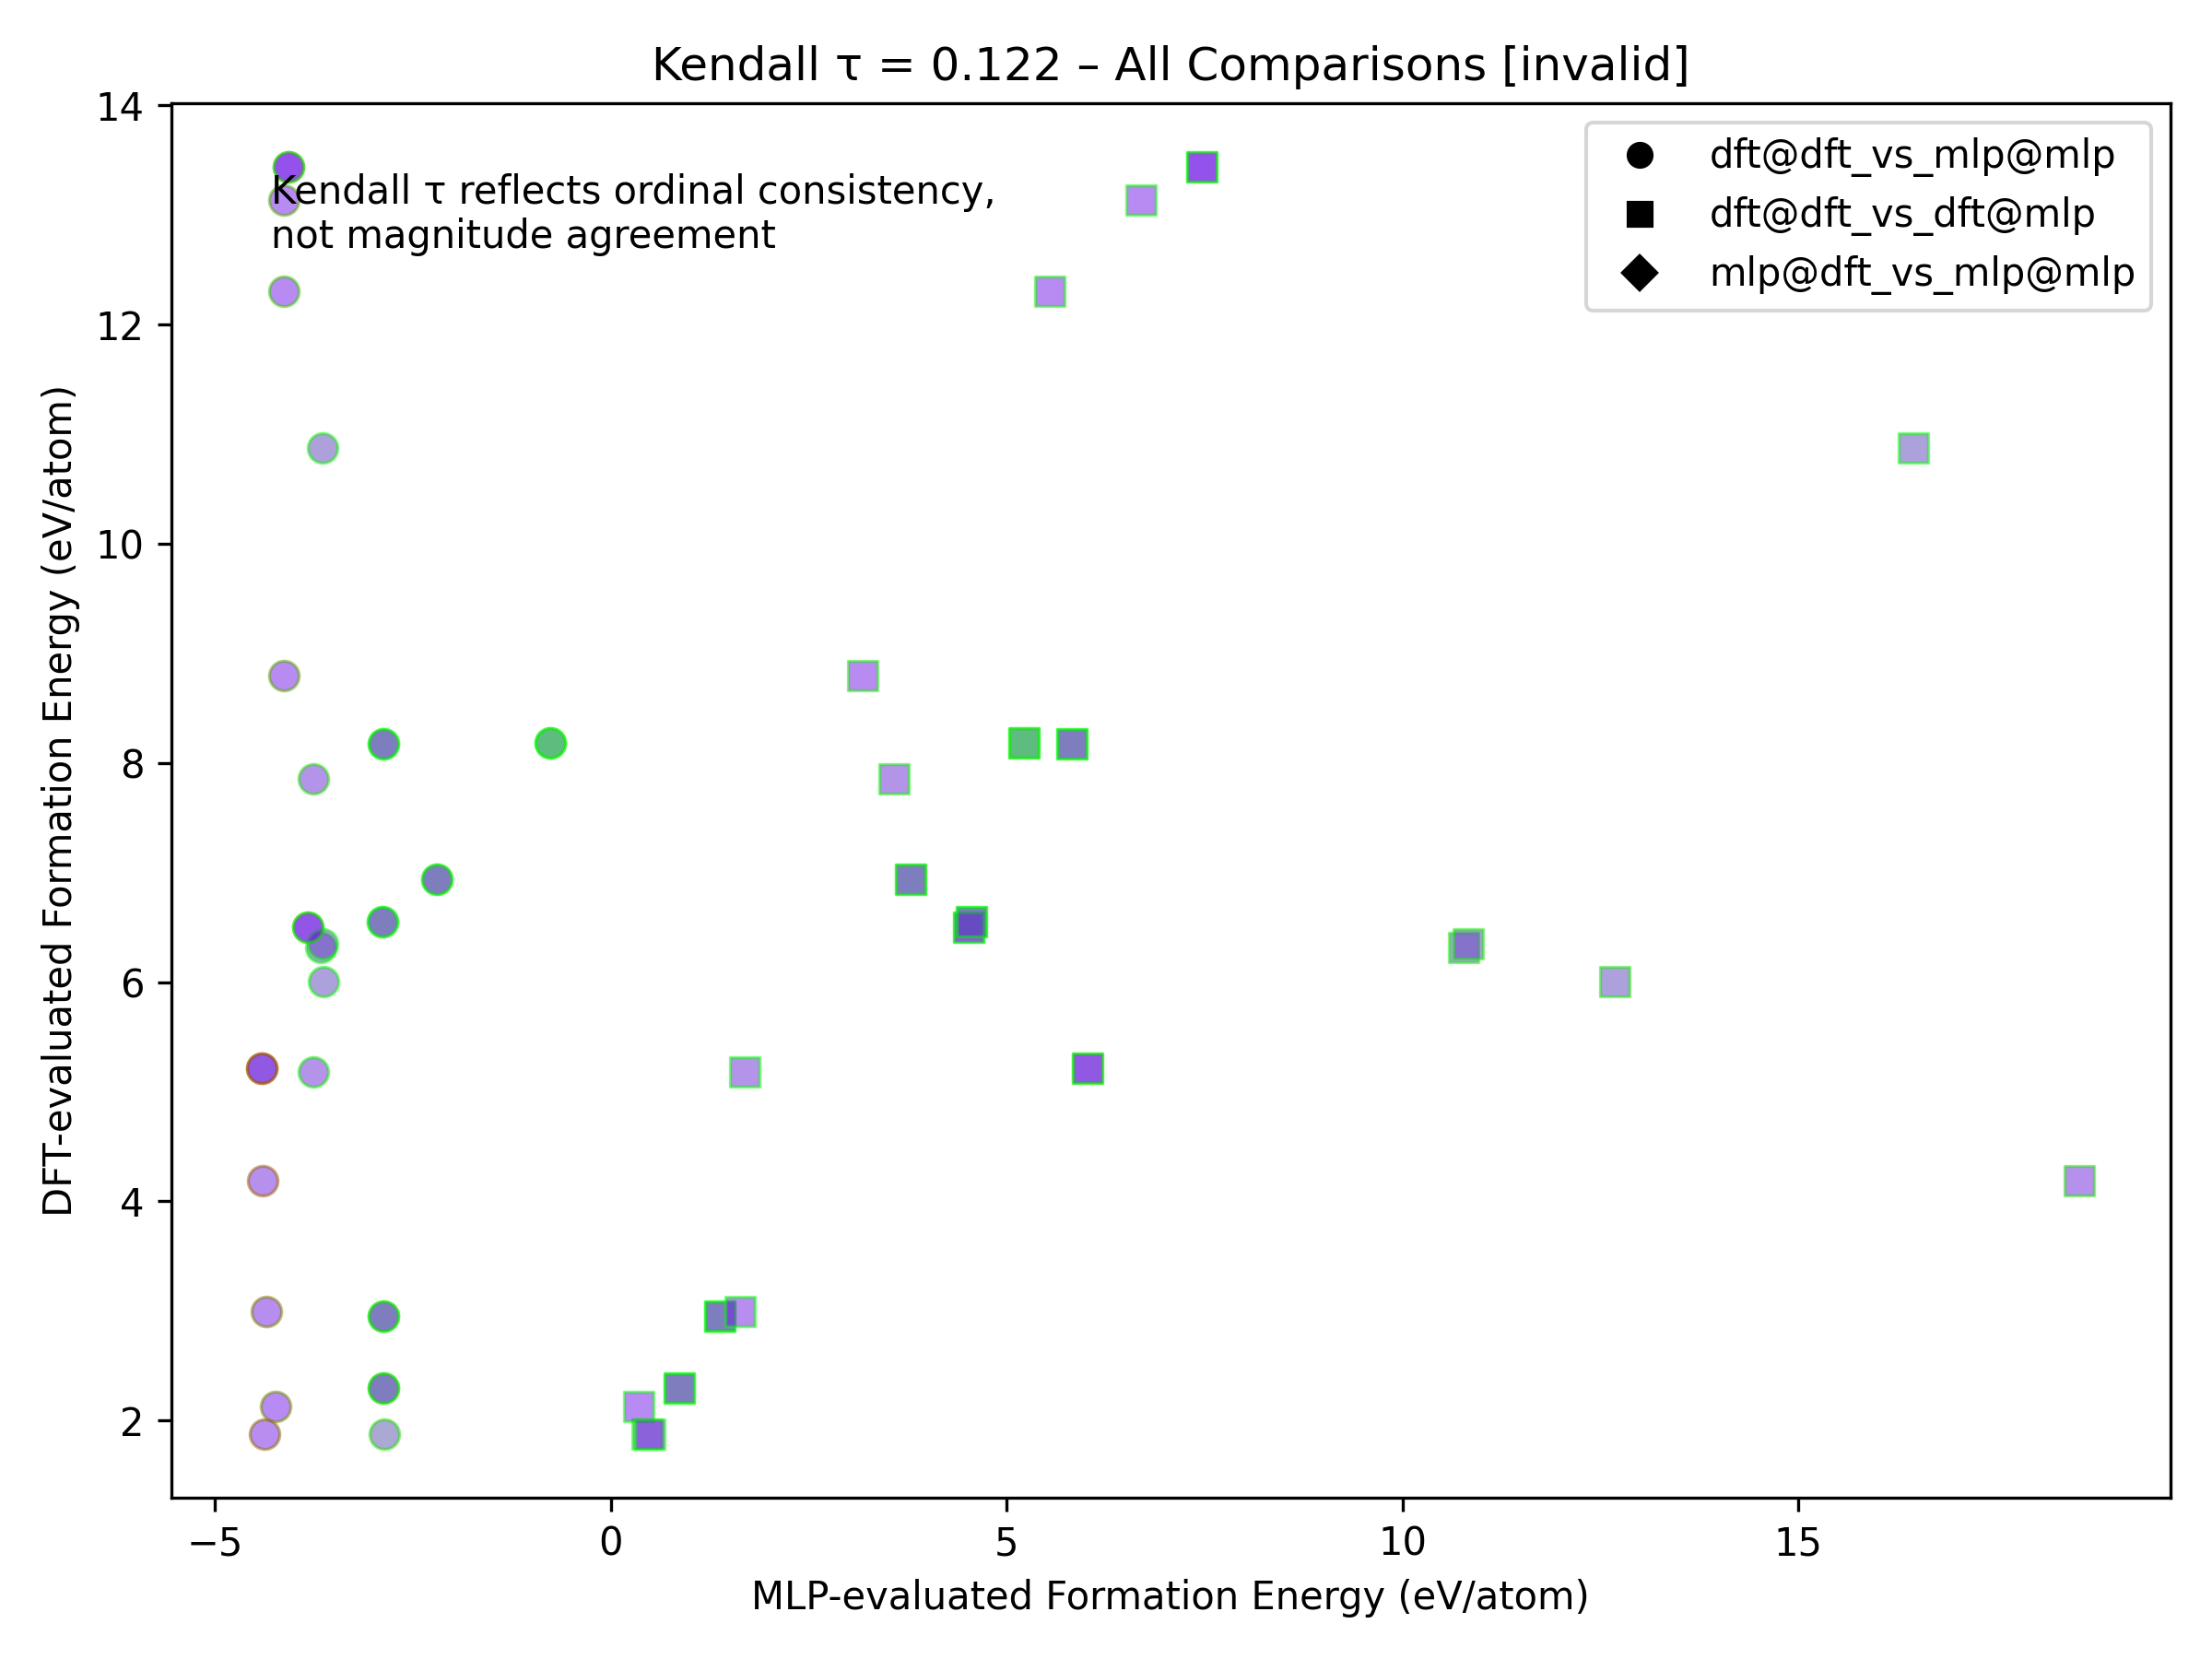 Kendall τ = 0.122 – All Comparisons [invalid]
14
12
10
8
6
4
2
DFT-evaluated Formation Energy (eV/atom)
Kendall τ reflects ordinal consistency,
not magnitude agreement
dft@dft_vs_mlp@mlp
dft@dft_vs_dft@mlp
mlp@dft_vs_mlp@mlp
−5
0
5
10
15
MLP-evaluated Formation Energy (eV/atom)